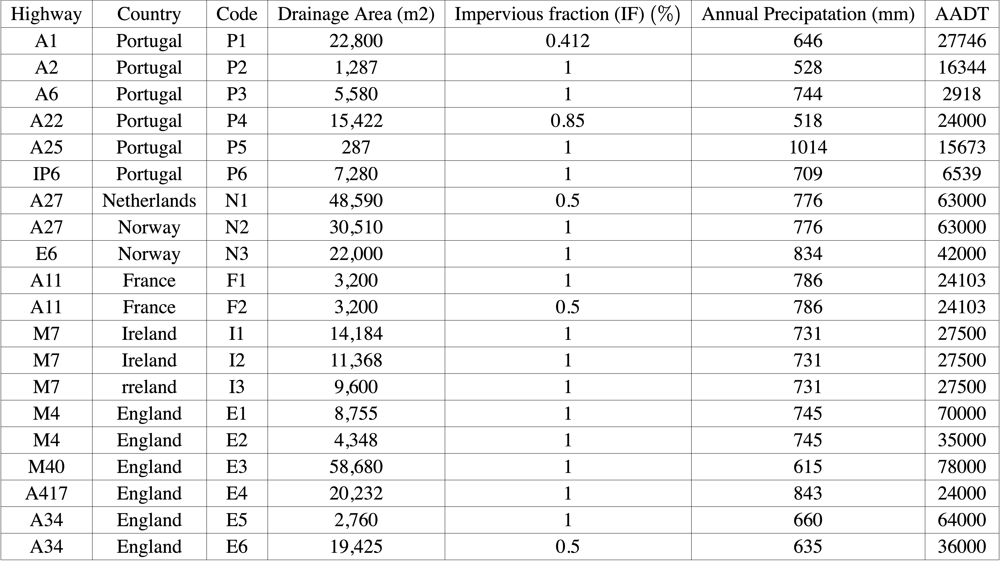 Highway Country Code Drainage Area (m2) Impervious fraction (IF) (%) Annual Precipatation (mm) AADT
A1 Portugal P1 22,800 0.412 646 27746
A2 Portugal P2 1,287 1 528 16344
A6 Portugal P3 5,580 1 744 2918
A22 Portugal P4 15,422 0.85 518 24000
A25 Portugal P5 287 1 1014 15673
IP6 Portugal P6 7,280 1 709 6539
A27 Netherlands N1 48,590 0.5 776 63000
A27 Norway N2 30,510 1 776 63000
E6 Norway N3 22,000 1 834 42000
A11 France F1 3,200 1 786 24103
A11 France F2 3,200 0.5 786 24103
M7 Ireland I1 14,184 1 731 27500
M7 Ireland I2 11,368 1 731 27500
M7 rreland I3 9,600 1 731 27500
M4 England E1 8,755 1 745 70000
M4 England E2 4,348 1 745 35000
M40 England E3 58,680 1 615 78000
A417 England E4 20,232 1 843 24000
A34 England E5 2,760 1 660 64000
A34 England E6 19,425 0.5 635 36000